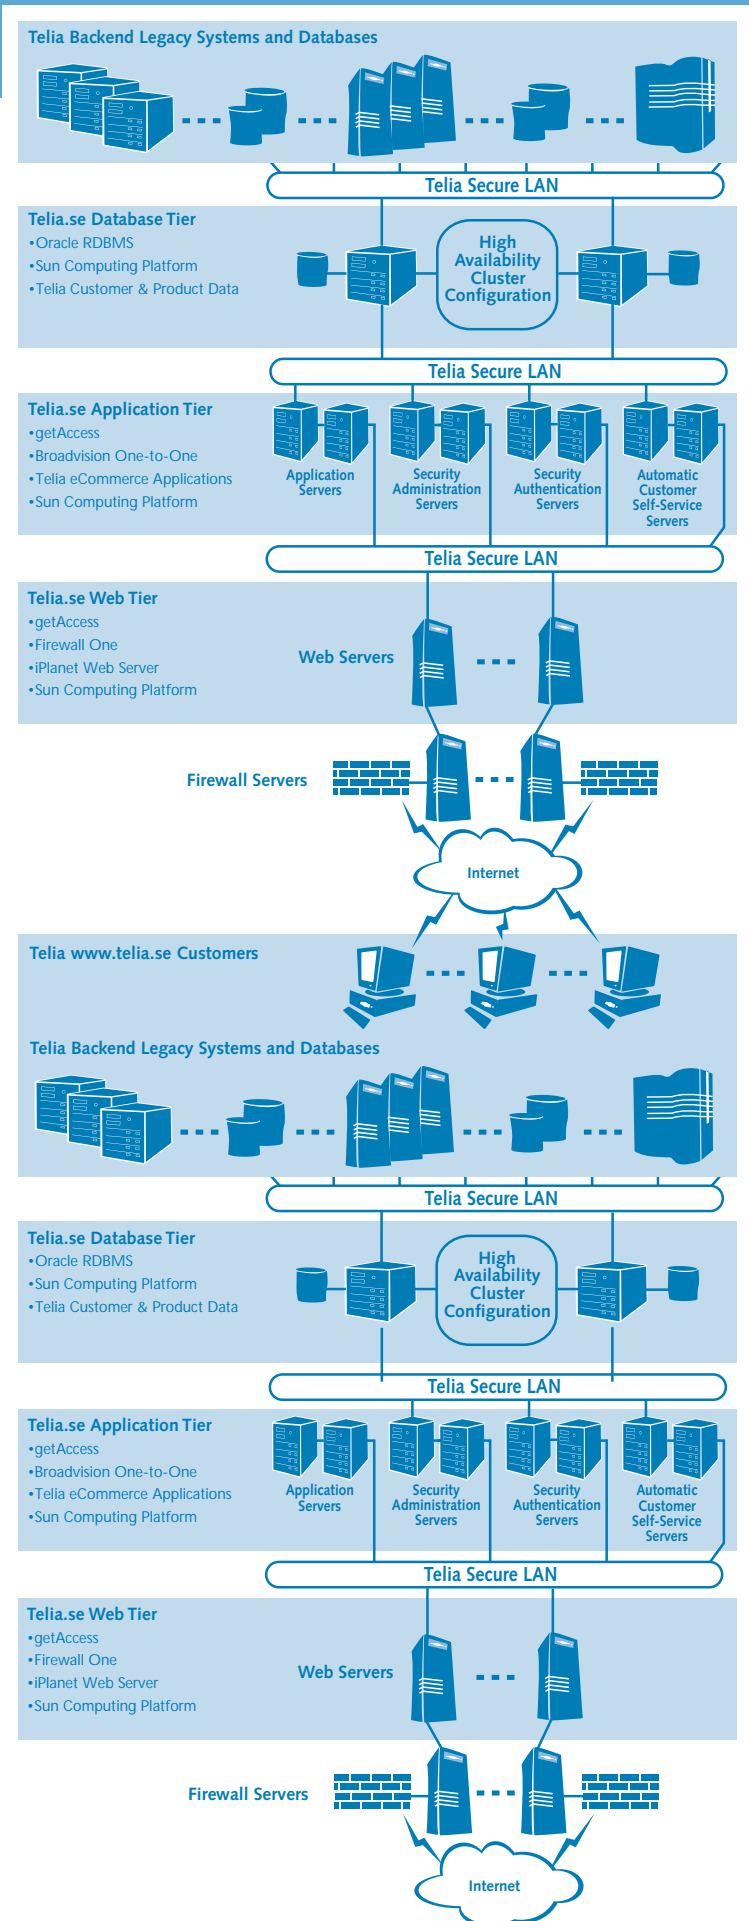 Telia Backend Legacy Systems and Databases
Telia Secure LAN
Telia.se Database Tier
•Oracle RDBMS
•Sun Computing Platform
•Telia Customer & Product Data
High
Availability
Cluster
Configuration
Telia Secure LAN
Telia.se Application Tier
•getAccess
•Broadvision One-to-One
•Telia eCommerce Applications
•Sun Computing Platform
Application
Servers
Security
Administration
Servers
Security
Authentication
Servers
Automatic
Customer
Self-Service
Servers
Telia Secure LAN
Telia.se Web Tier
•getAccess
•Firewall One
•iPlanet Web Server
•Sun Computing Platform
Web Servers
Firewall Servers
Internet
Telia www.telia.se Customers
Telia Backend Legacy Systems and Databases
Telia Secure LAN
Telia.se Database Tier
•Oracle RDBMS
•Sun Computing Platform
•Telia Customer & Product Data
High
Availability
Cluster
Configuration
Telia Secure LAN
Telia.se Application Tier
•getAccess
•Broadvision One-to-One
•Telia eCommerce Applications
•Sun Computing Platform
Application
Servers
Security
Administration
Servers
Security
Authentication
Servers
Automatic
Customer
Self-Service
Servers
Telia Secure LAN
Telia.se Web Tier
•getAccess
•Firewall One
•iPlanet Web Server
•Sun Computing Platform
Web Servers
Firewall Servers
Internet